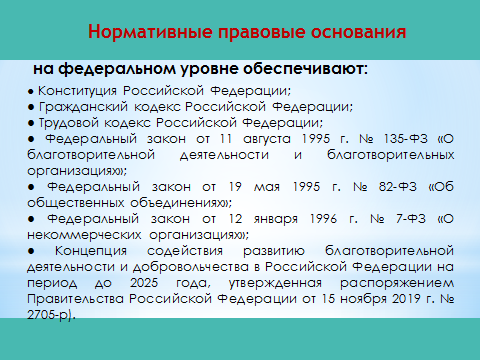 Нормативные правовые основания
на федеральном уровне обеспечивают:
● Конституция Российской Федерации;
● Гражданский кодекс Российской Федерации;
● Трудовой кодекс Российской Федерации;
● Федеральный закон от 11 августа 1995 г. № 135-ФЗ «О
благотворительной деятельности и благотворительных
организациях»;
● Федеральный закон от 19 мая 1995 г. № 82-ФЗ «Об
общественных объединениях»;
● Федеральный закон от 12 января 1996 г. № 7-ФЗ «О
некоммерческих организациях»;
● Концепция содействия развитию благотворительной
деятельности и добровольчества в Российской Федерации на
период до 2025 года, утвержденная распоряжением
Правительства Российской Федерации от 15 ноября 2019 г. №
2705-р).